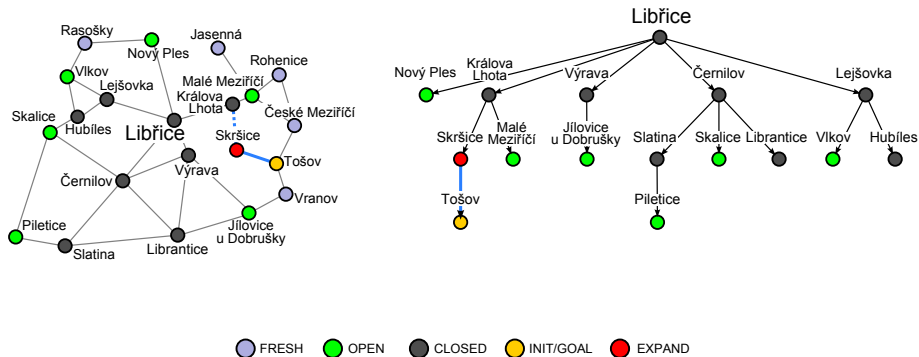 Rasošky
Nový Ples
Jasenná
Rohenice
Vlkov
Lejšovka
Malé Meziříčí
Králova
Lhota
České Meziříčí
Skalice
Hubíles
Libřice
Skršice
Tošov
Výrava
Černilov
Vranov
Piletice
Slatina
Librantice
Jílovice
u Dobrušky
Libřice
Nový Ples
Králova
Lhota
Výrava
Černilov
Lejšovka
Skršice
Malé
Meziříčí
Jílovice
u Dobrušky
Slatina
Skalice
Librantice
Vlkov
Hubíles
Tošov
Piletice
FRESH
OPEN
CLOSED
INIT/GOAL
EXPAND